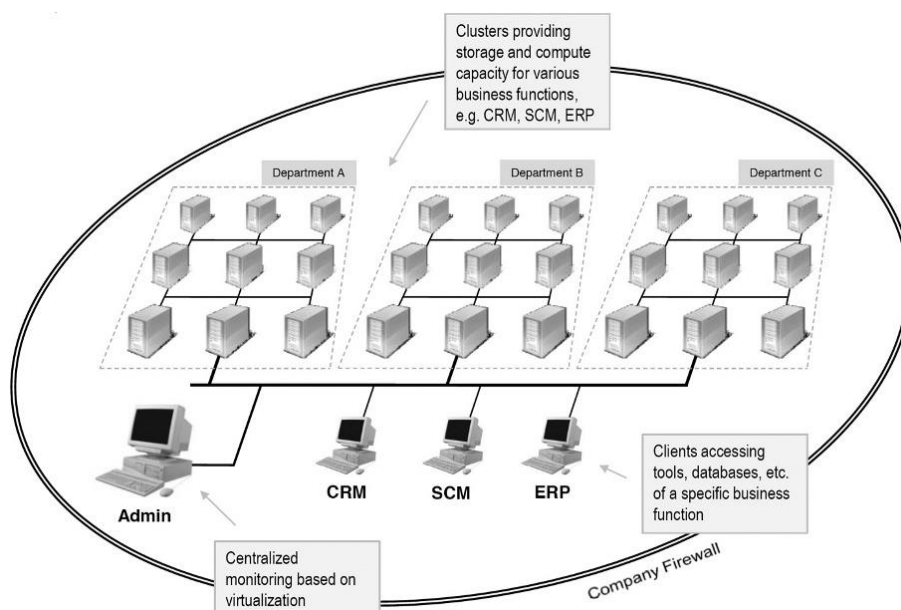 Clusters providing
storage and compute
capacity for various
business functions,
e.g. CRM, SCM, ERP
Department A
Department B
Department C
CRM
SCM
ERP
Admin
Clients accessing
tools, databases, etc.
of a specific business
function
Centralized
monitoring based on
virtualization
Company Firewall